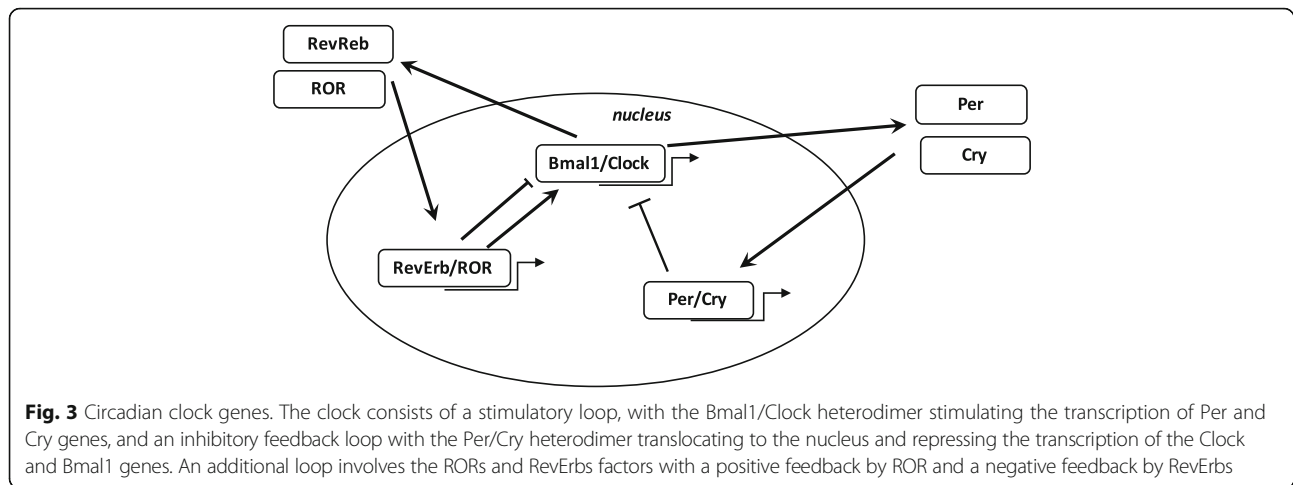 RevReb
ROR
nucleus
Per
Cry
Bmal1/Clock
RevErb/ROR
Per/Cry
Fig. 3 Circadian clock genes. The clock consists of a stimulatory loop, with the Bmal1/Clock heterodimer stimulating the transcription of Per and
Cry genes, and an inhibitory feedback loop with the Per/Cry heterodimer translocating to the nucleus and repressing the transcription of the Clock
and Bmal1 genes. An additional loop involves the RORs and RevErbs factors with a positive feedback by ROR and a negative feedback by RevErbs